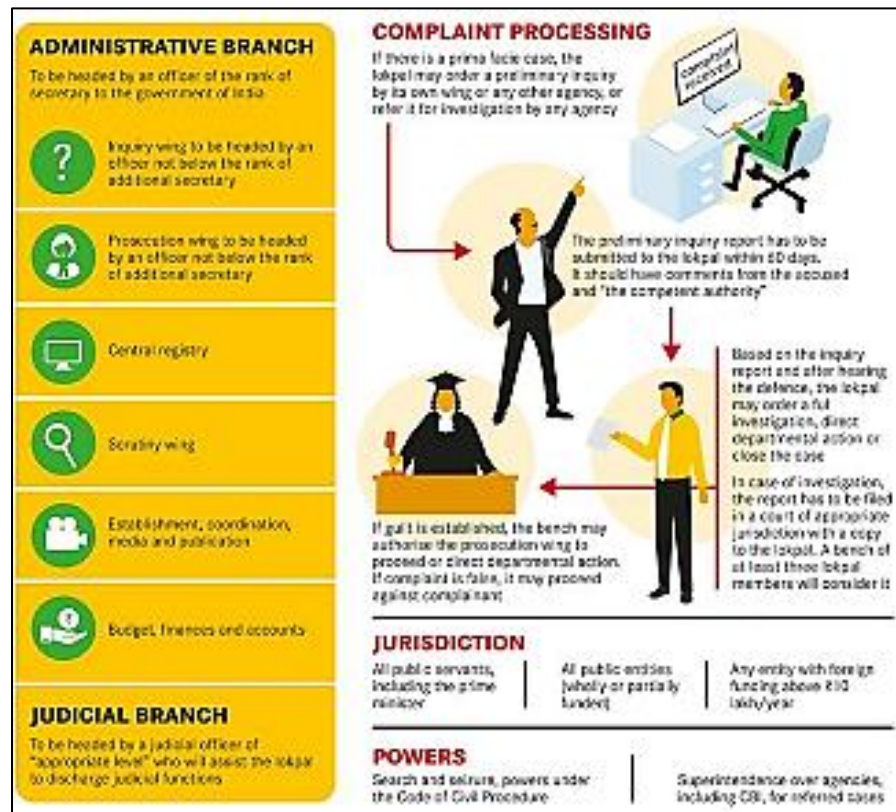 ADMINISTRATIVE BRANCH
To be headed by an officer of the rank of
secretary to the government of India
Inquiry wing to be headed by an
officer not below the rank of
additional secretary
Prosecution wing to be headed
by an officer not below the rank
of additional secretary
Central registry
Scrutiny wing
Establishment, coordination,
media and publication
Budget, finances and accounts
JUDICIAL BRANCH
To be headed by a judicial officer of
"appropriate level" who will assist the lokpal
to discharge judicial functions
COMPLAINT PROCESSING
If there is a prima facie case, the
lokpal may order a preliminary inquiry
by its own wing or any other agency, or
refer it for investigation by any agency
complaint
received
The preliminary inquiry report has to be
submitted to the lokpal within 60 days.
It should have comments from the accused
and "the competent authority"
Based on the inquiry
report and after hearing
the defence, the lokpal
may order a full
investigation, direct
departmental action or
close the case
In case of investigation,
the report has to be filed
in a court of appropriate
jurisdiction with a copy
to the lokpal. A bench of
at least three lokpal
members will consider it
If guilt is established, the bench may
authorise the prosecution wing to
proceed or direct departmental action.
If complaint is false, it may proceed
against complainant
JURISDICTION
All public servants,
including the prime
minister
All public entities
(wholly or partially
funded)
Any entity with foreign
funding above ₹10
lakh/year
POWERS
Search and seizure, powers under
the Code of Civil Procedure
Superintendence over agencies,
including CBI, for referred cases